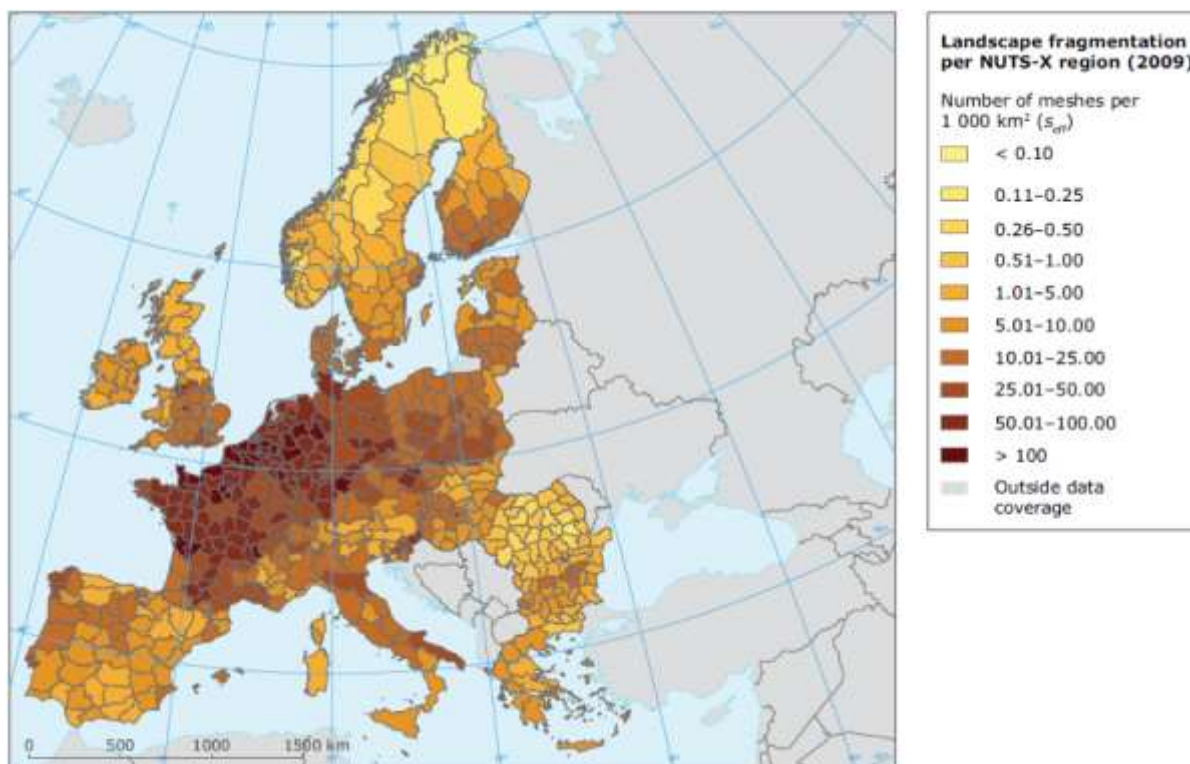 Landscape fragmentation
per NUTS-X region (2009)
Number of meshes per
1 000 km² (s_eff)
< 0.10
0.11–0.25
0.26–0.50
0.51–1.00
1.01–5.00
5.01–10.00
10.01–25.00
25.01–50.00
50.01–100.00
> 100
Outside data
coverage
0 500 1000 1500 km